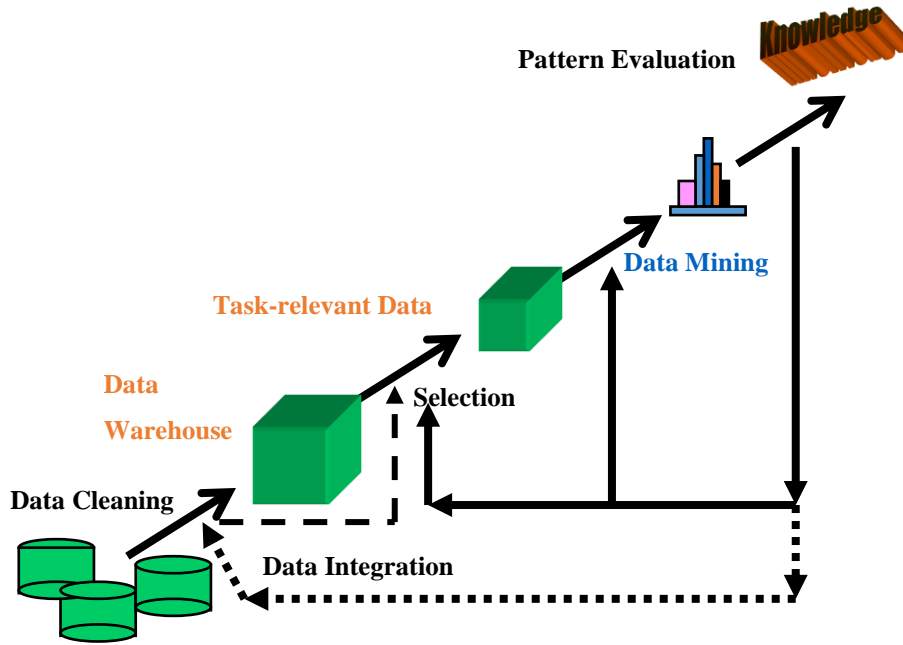 Knowledge
Pattern Evaluation
Data Mining
Task-relevant Data
Data
Warehouse
Selection
Data Cleaning
Data Integration